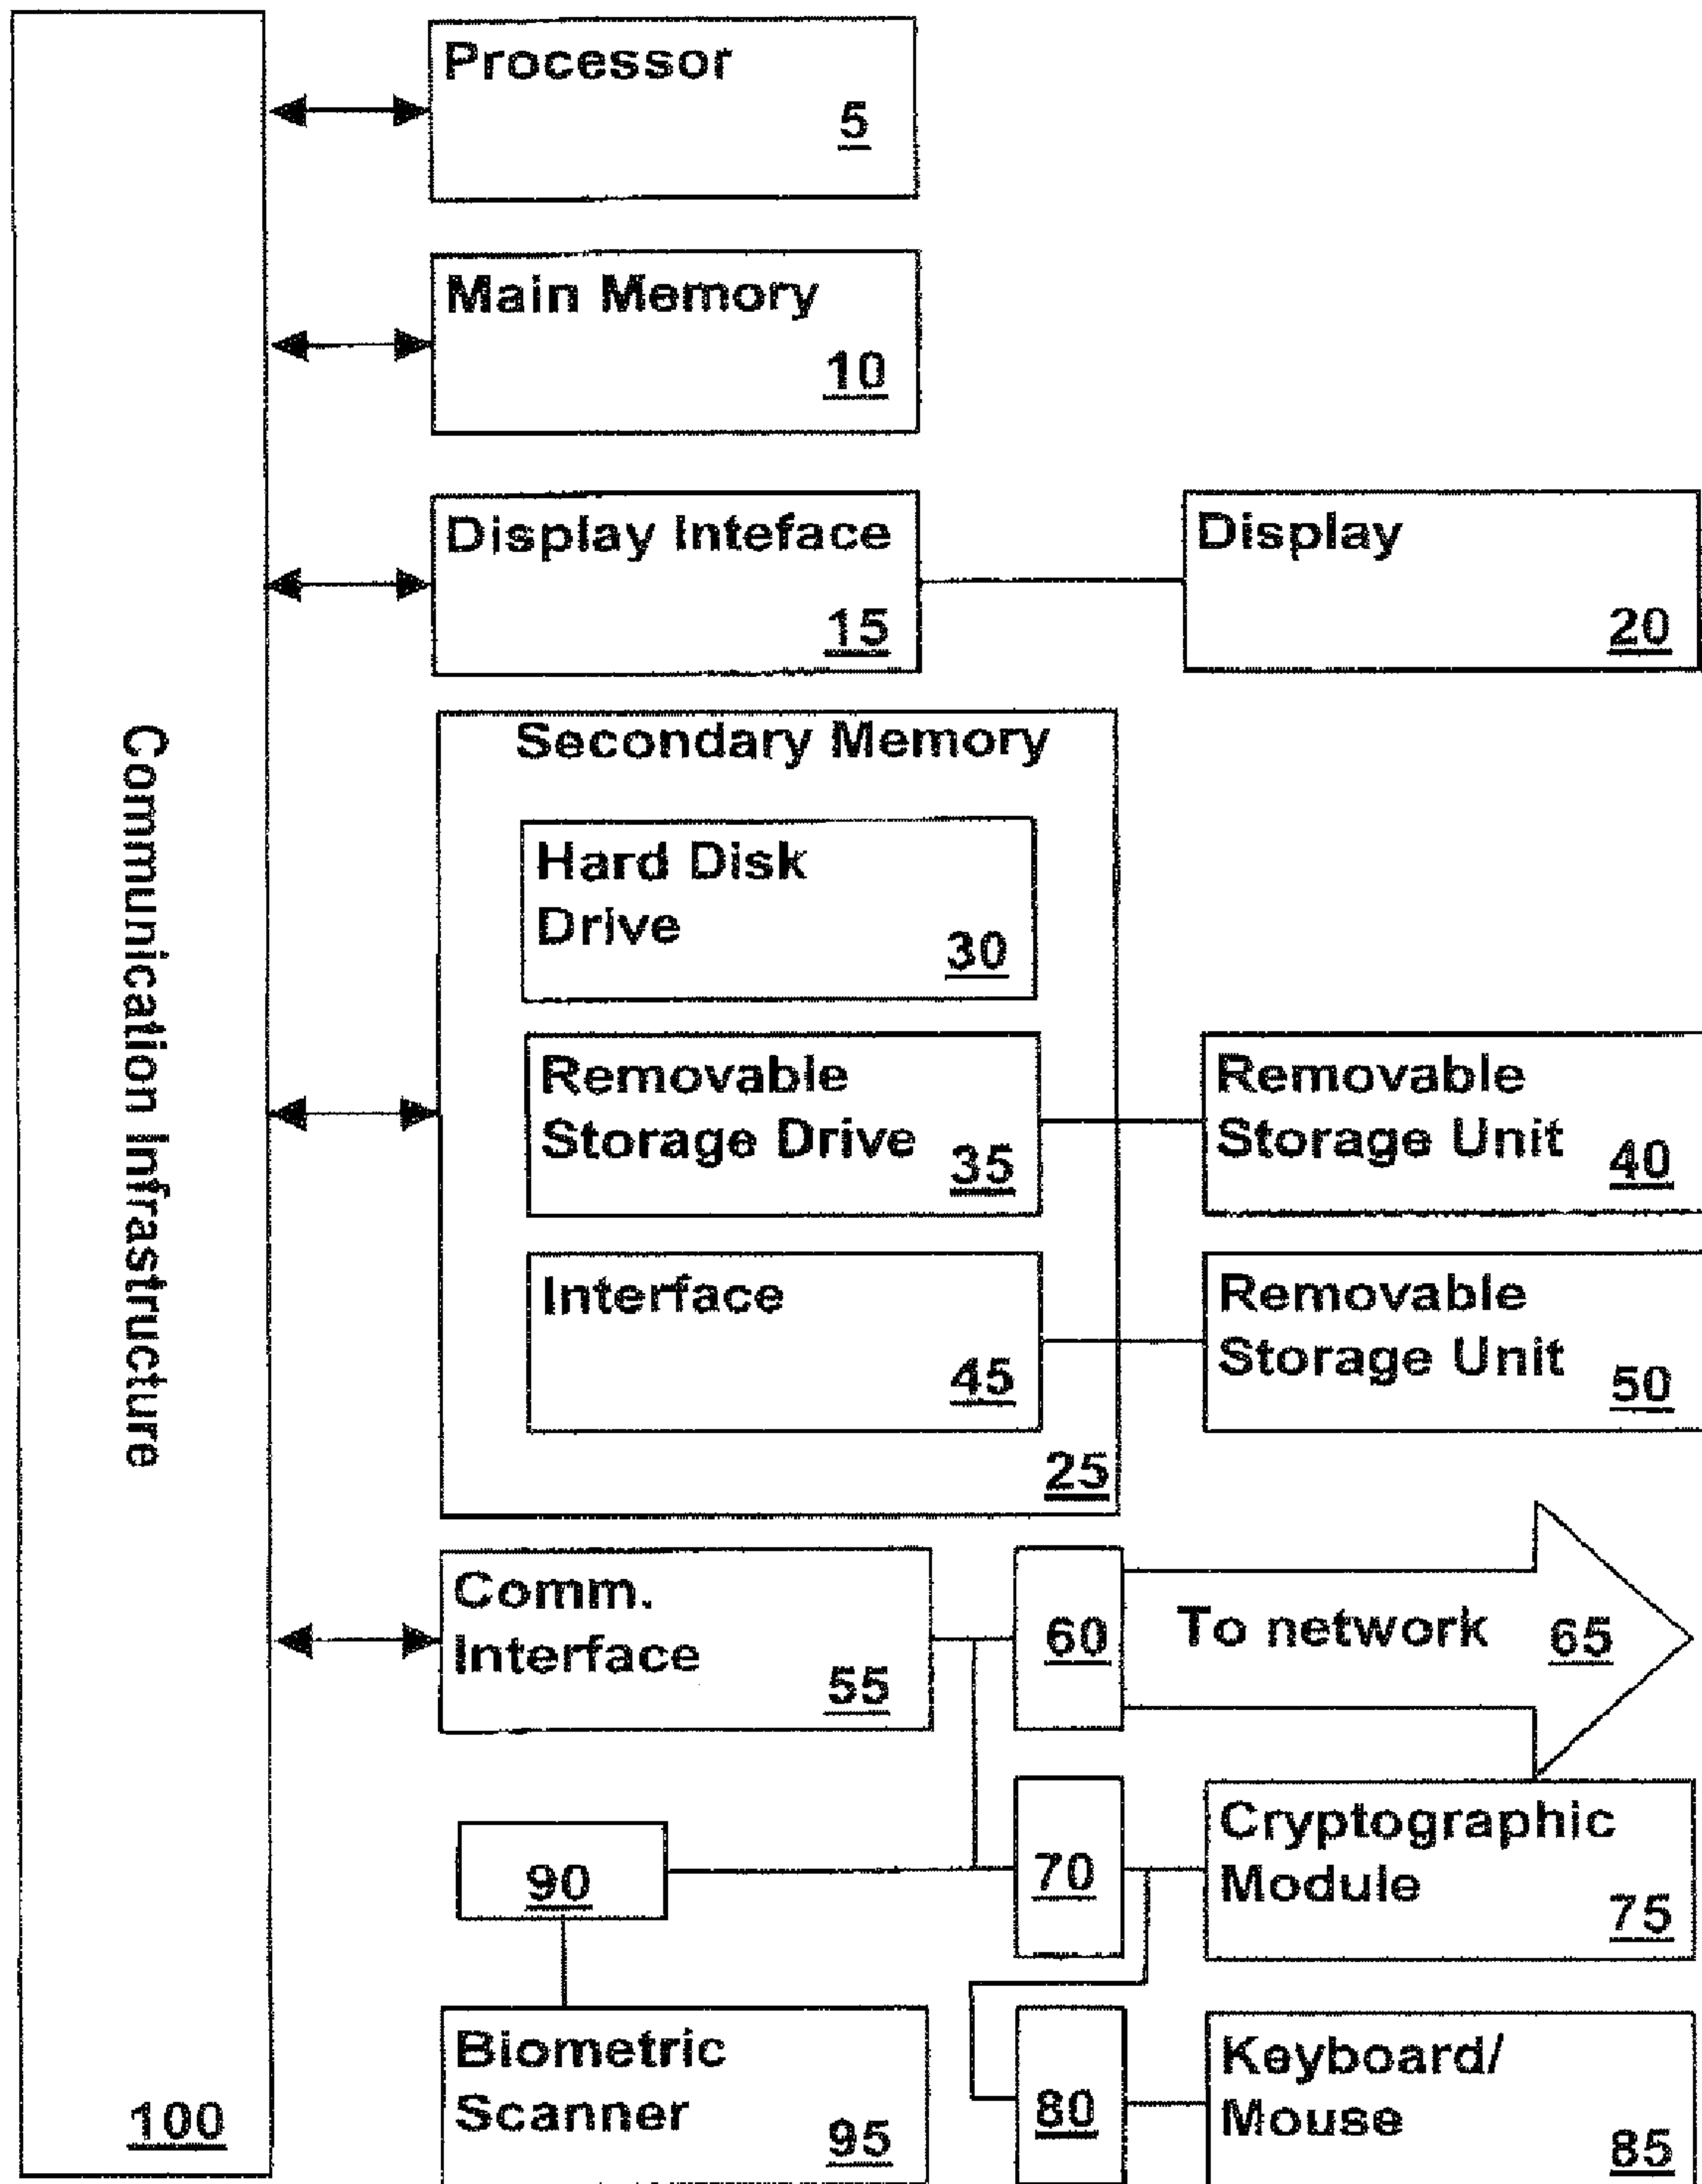 Processor
5
Main Memory
10
Display Inteface
15
Display
20
Communication Infrastructure
100
Secondary Memory
Hard Disk
Drive
30
Removable
Storage Drive
35
Removable
Storage Unit
40
Interface
45
Removable
Storage Unit
50
25
Comm.
Interface
55
60
To network
65
90
70
Cryptographic
Module
75
Biometric
Scanner
95
80
Keyboard/
Mouse
85